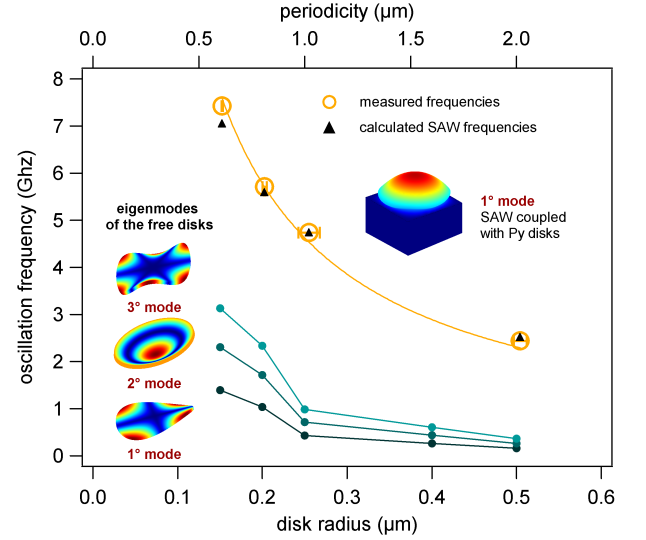 periodicity (µm)
0.0 0.5 1.0 1.5 2.0
8
7
6
5
4
3
2
1
0
oscillation frequency (Ghz)
measured frequencies
calculated SAW frequencies
1° mode
SAW coupled
with Py disks
eigenmodes
of the free disks
3° mode
2° mode
1° mode
0.0 0.1 0.2 0.3 0.4 0.5 0.6
disk radius (µm)